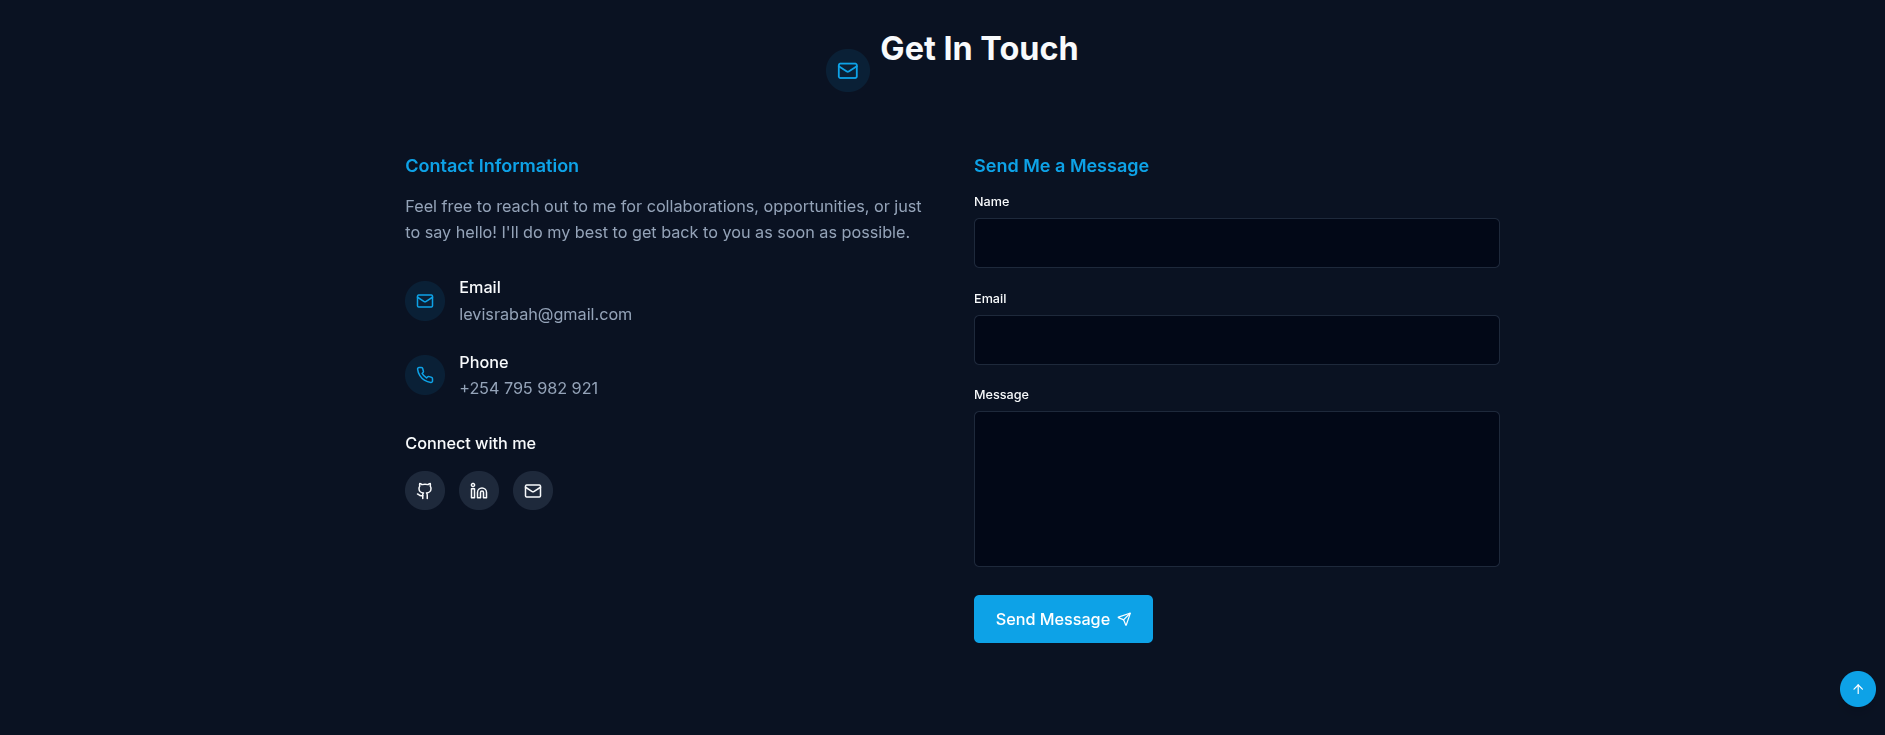 Get In Touch
Contact Information
Feel free to reach out to me for collaborations, opportunities, or just
to say hello! I'll do my best to get back to you as soon as possible.
Email
levisrabah@gmail.com
Phone
+254 795 982 921
Connect with me
Send Me a Message
Name
Email
Message
Send Message